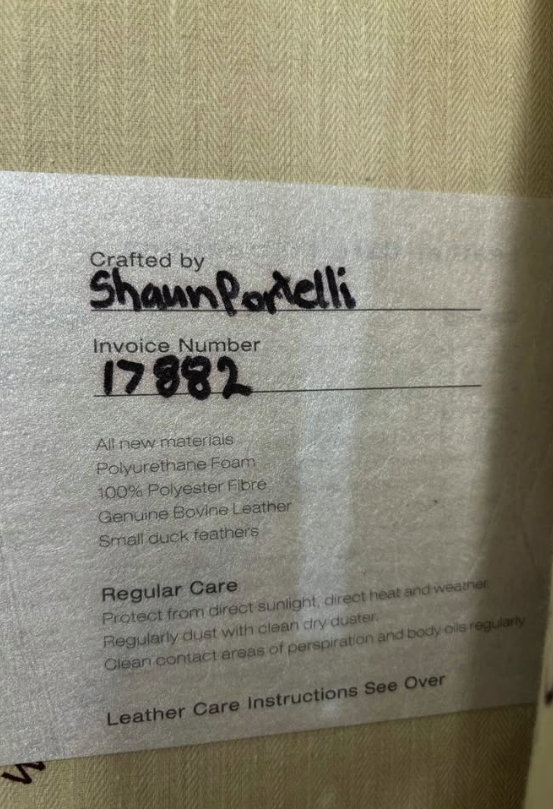 Crafted by
Shaun Portelli
Invoice Number
17882
All new materials
Polyurethane Foam
100% Polyester Fibre
Genuine Bovine Leather
Small duck feathers
Regular Care
Protect from direct sunlight, direct heat and weather
Regularly dust with clean dry duster.
Clean contact areas of perspiration and body oils regularly
Leather Care Instructions See Over